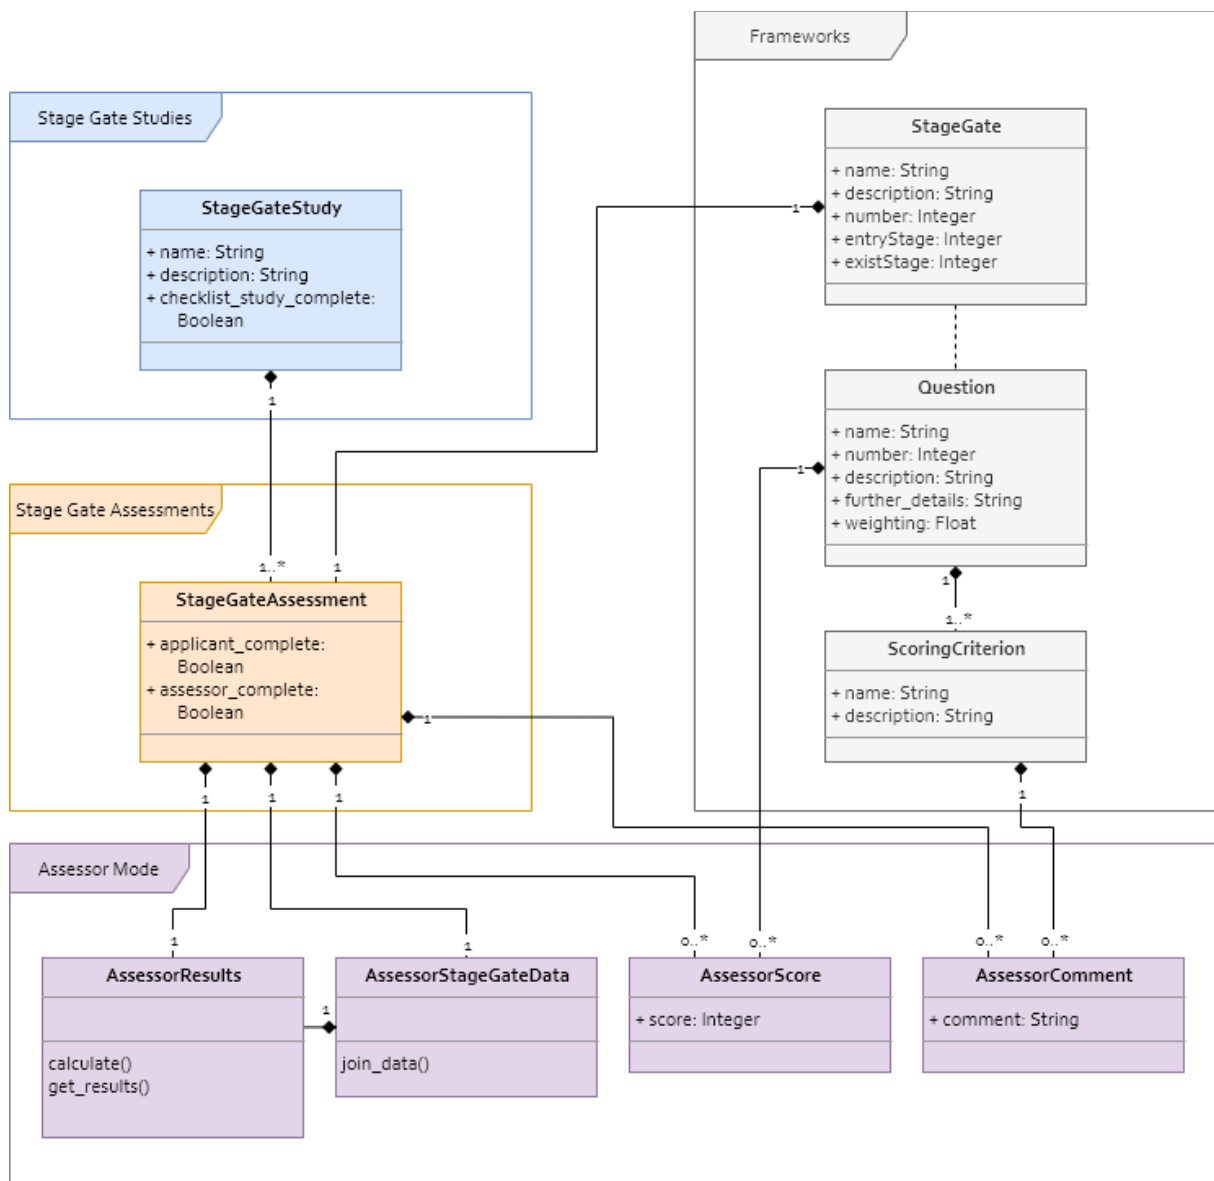 Frameworks
Stage Gate Studies
StageGate
+ name: String
+ description: String
+ number: Integer
+ entryStage: Integer
+ existStage: Integer
1
StageGateStudy
+ name: String
+ description: String
+ checklist_study_complete:
Boolean
1
Question
+ name: String
+ number: Integer
+ description: String
+ further_details: String
+ weighting: Float
1
1
1..*
Stage Gate Assessments
1..*
1
StageGateAssessment
+ applicant_complete:
Boolean
+ assessor_complete:
Boolean
1
1
1
1
ScoringCriterion
+ name: String
+ description: String
1
Assessor Mode
1
1
0..*
0..*
0..*
0..*
AssessorResults
calculate()
get_results()
1
AssessorStageGateData
join_data()
AssessorScore
+ score: Integer
AssessorComment
+ comment: String